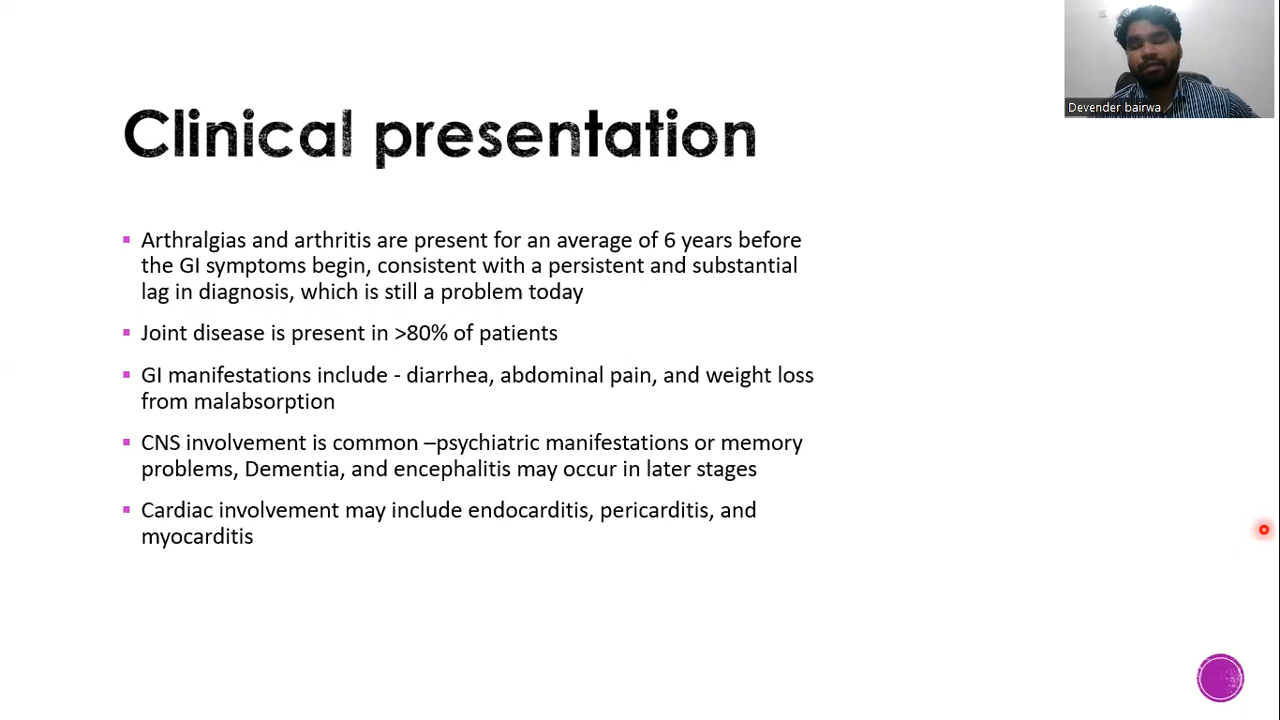 Devender bairwa
Clinical presentation
▪ Arthralgias and arthritis are present for an average of 6 years before
the GI symptoms begin, consistent with a persistent and substantial
lag in diagnosis, which is still a problem today
▪ Joint disease is present in >80% of patients
▪ GI manifestations include - diarrhea, abdominal pain, and weight loss
from malabsorption
▪ CNS involvement is common –psychiatric manifestations or memory
problems, Dementia, and encephalitis may occur in later stages
▪ Cardiac involvement may include endocarditis, pericarditis, and
myocarditis